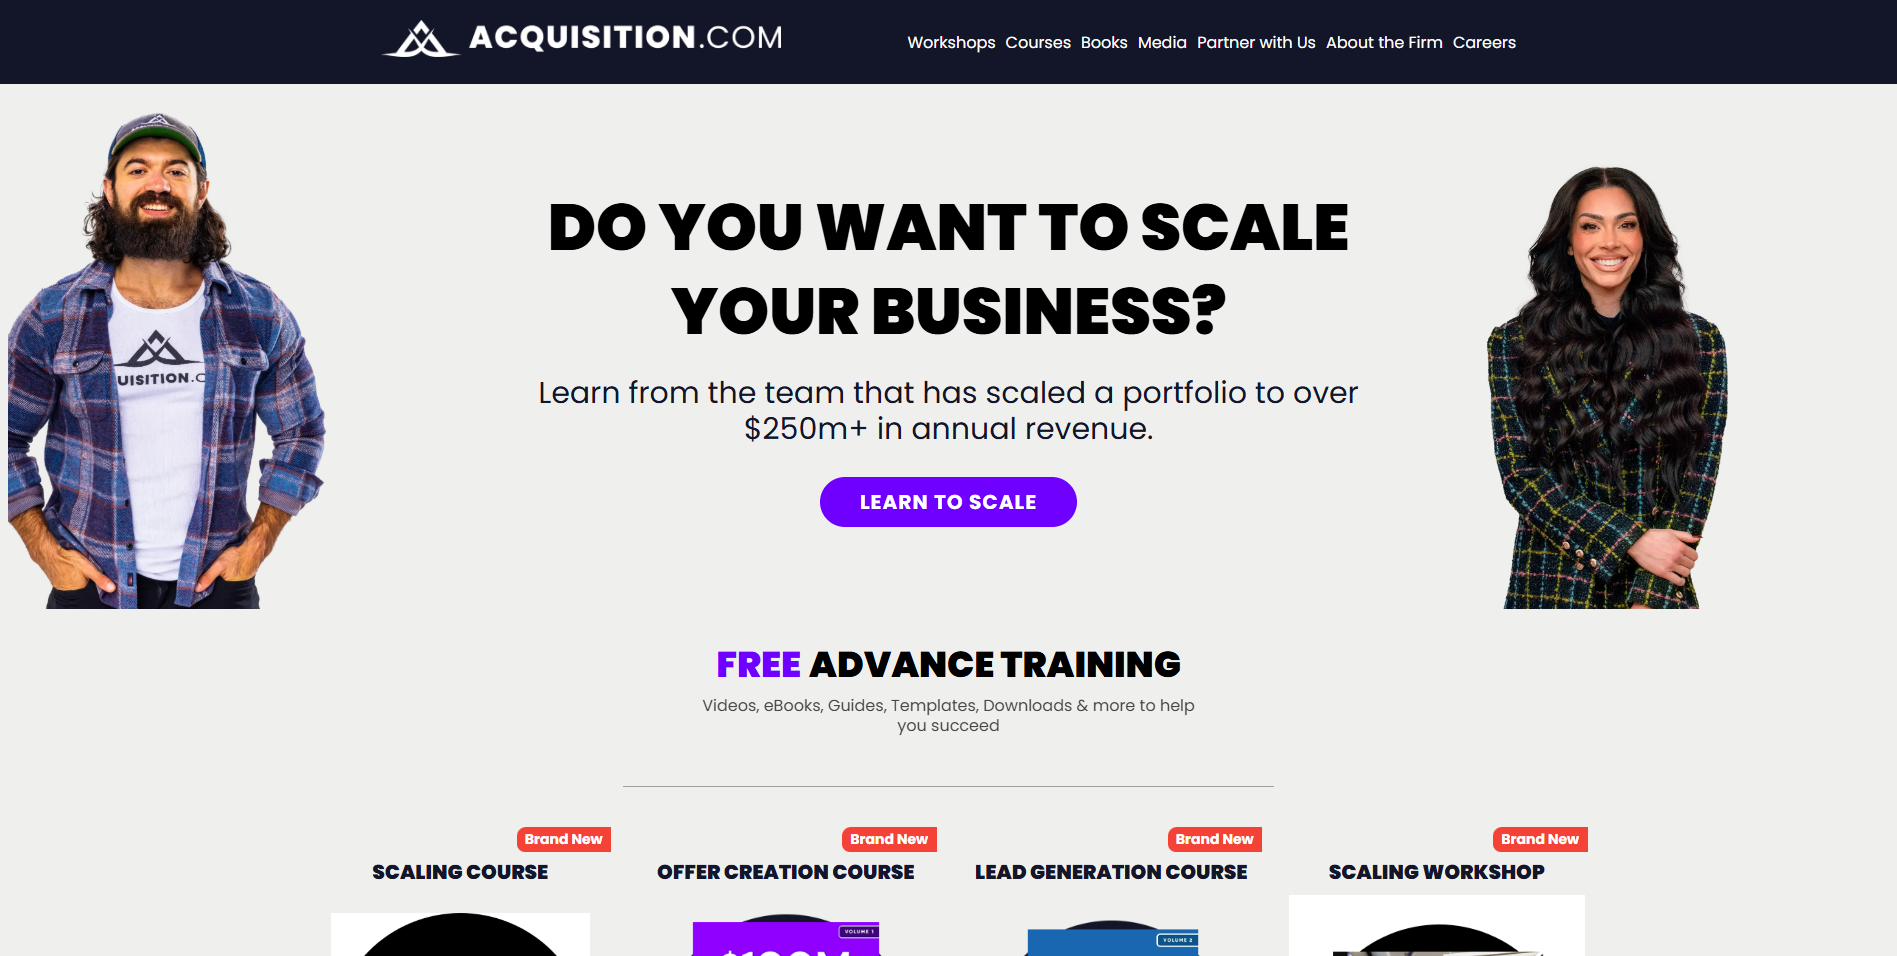 ACQUISITION.COM
Workshops Courses Books Media Partner with Us About the Firm Careers
DO YOU WANT TO SCALE
YOUR BUSINESS?
Learn from the team that has scaled a portfolio to over
$250m+ in annual revenue.
LEARN TO SCALE
UISITION.C
FREE ADVANCE TRAINING
Videos, eBooks, Guides, Templates, Downloads & more to help
you succeed
Brand New
SCALING COURSE
Brand New
OFFER CREATION COURSE
VOLUME 1
Brand New
LEAD GENERATION COURSE
VOLUME 2
Brand New
SCALING WORKSHOP